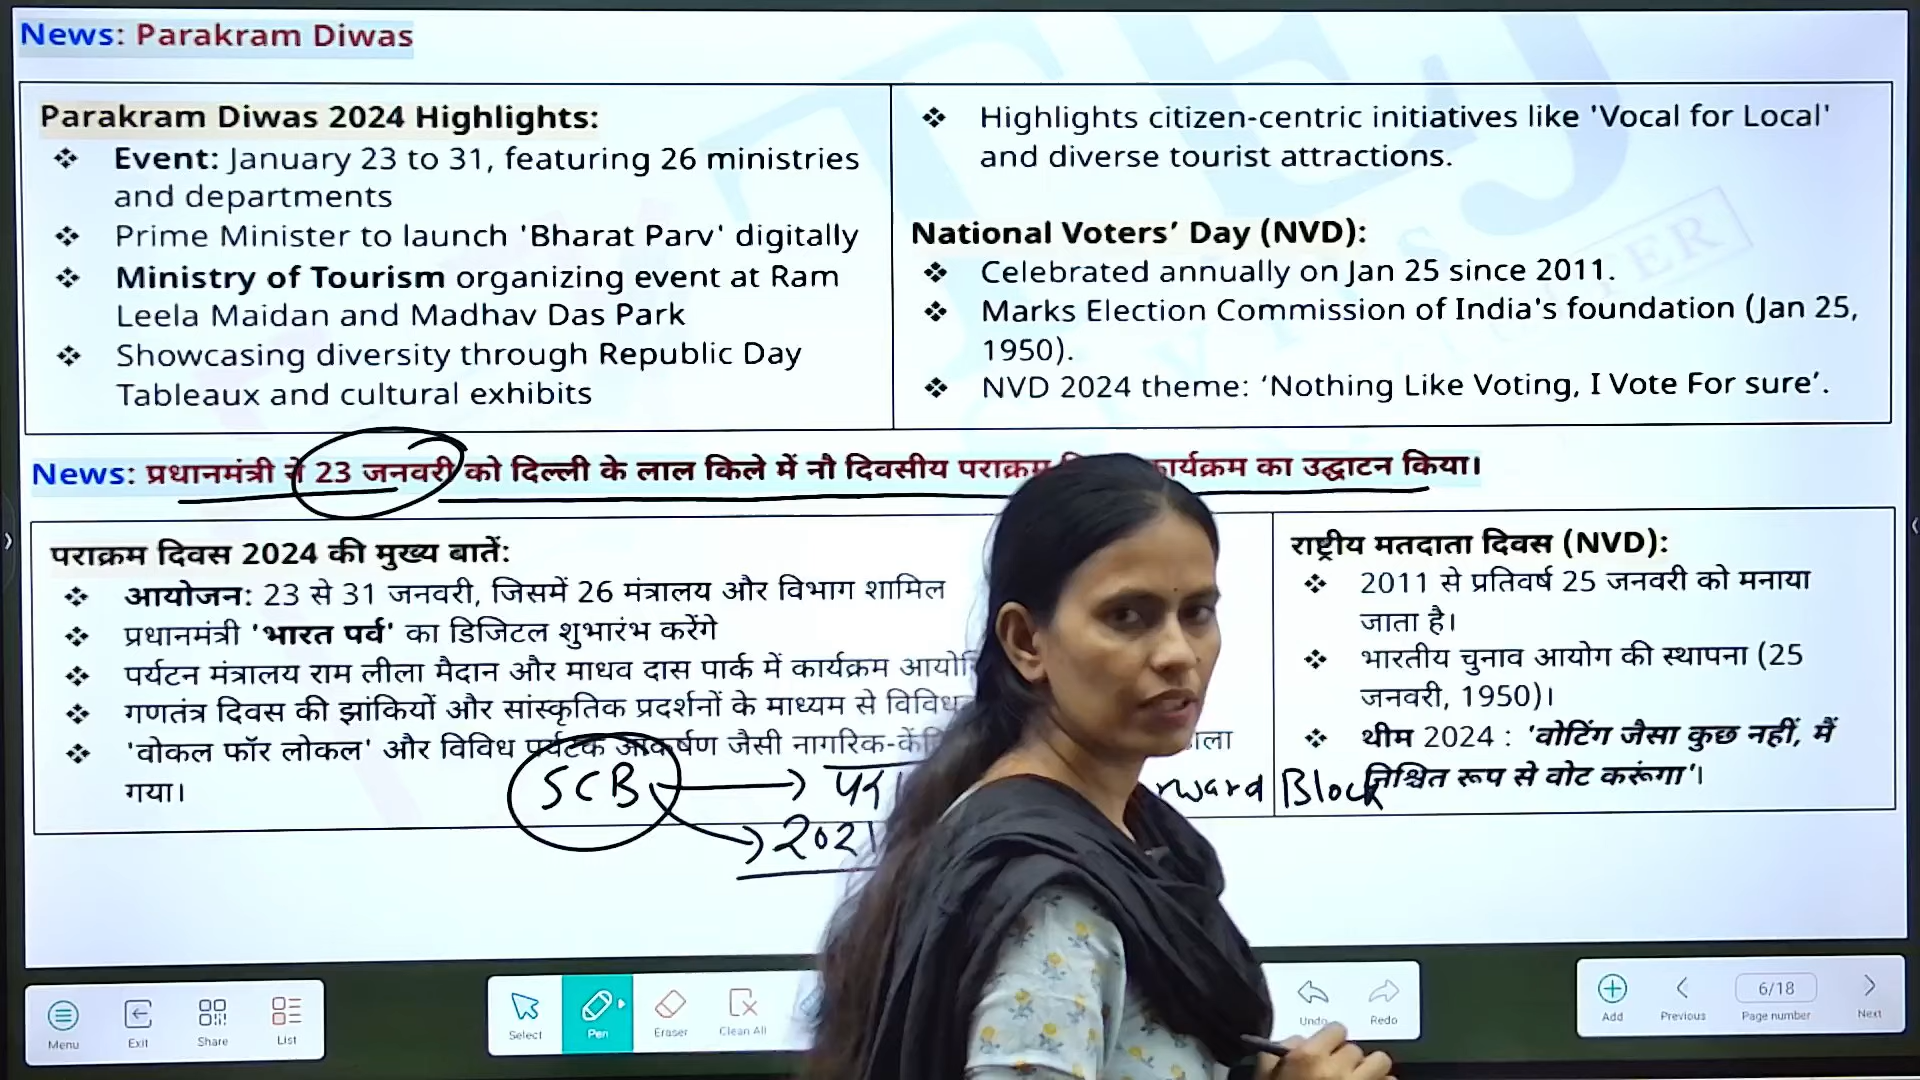 News: Parakram Diwas
Parakram Diwas 2024 Highlights:
❖ Event: January 23 to 31, featuring 26 ministries
and departments
❖ Prime Minister to launch 'Bharat Parv' digitally
❖ Ministry of Tourism organizing event at Ram
Leela Maidan and Madhav Das Park
❖ Showcasing diversity through Republic Day
Tableaux and cultural exhibits
❖ Highlights citizen-centric initiatives like 'Vocal for Local'
and diverse tourist attractions.
National Voters’ Day (NVD):
❖ Celebrated annually on Jan 25 since 2011.
❖ Marks Election Commission of India's foundation (Jan 25,
1950).
❖ NVD 2024 theme: ‘Nothing Like Voting, I Vote For sure’.
News: प्रधानमंत्री ने 23 जनवरी को दिल्ली के लाल किले में नौ दिवसीय पराक्रम कार्यक्रम का उद्घाटन किया।
पराक्रम दिवस 2024 की मुख्य बातें:
❖ आयोजन: 23 से 31 जनवरी, जिसमें 26 मंत्रालय और विभाग शामिल
❖ प्रधानमंत्री 'भारत पर्व' का डिजिटल शुभारंभ करेंगे
❖ पर्यटन मंत्रालय राम लीला मैदान और माधव दास पार्क में कार्यक्रम
❖ गणतंत्र दिवस की झांकियों और सांस्कृतिक प्रदर्शनों के माध्यम से
❖ 'वोकल फॉर लोकल' और विविध पर्यटक आकर्षण जैसी
गया।
राष्ट्रीय मतदाता दिवस (NVD):
❖ 2011 से प्रतिवर्ष 25 जनवरी को मनाया
जाता है।
❖ भारतीय चुनाव आयोग की स्थापना (25
जनवरी, 1950)।
❖ थीम 2024 : 'वोटिंग जैसा कुछ नहीं, मैं
निश्चित रूप से वोट करूंगा'।
SCB
Block
2021
Menu
Exit
Share
List
Select
Pen
Eraser
Clean All
Undo
Redo
Add
Previous
6/18
Page number
Next